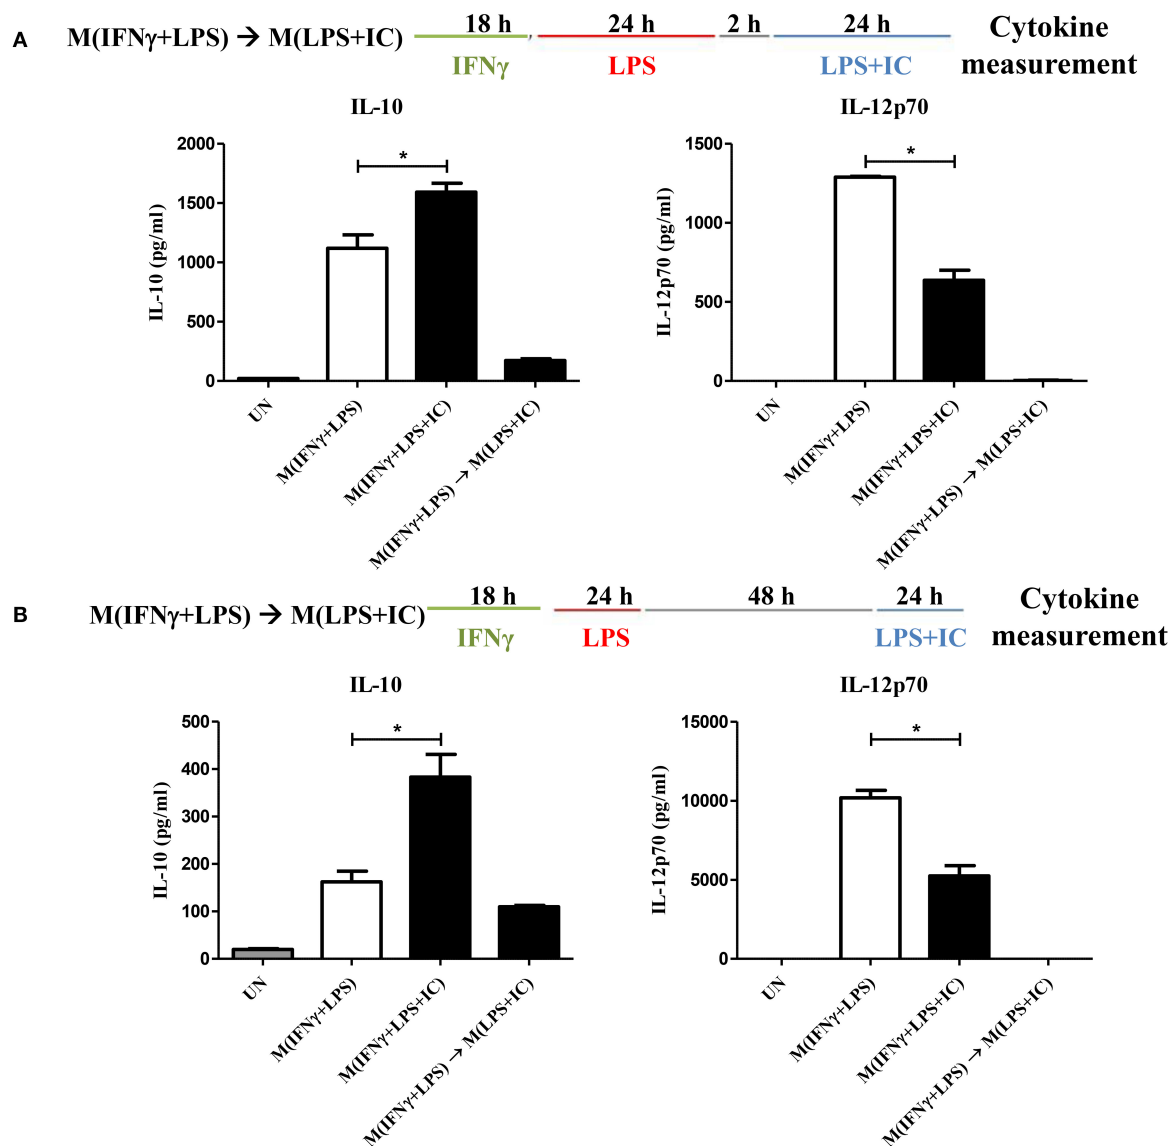 A
M(IFNγ+LPS) → M(LPS+IC)
18 h
24 h
2 h
24 h
IFNγ
LPS
LPS+IC
Cytokine
measurement
IL-10
IL-10 (pg/ml)
2000
1500
1000
500
0
*
UN
M(IFNγ+LPS)
M(IFNγ+LPS+IC)
M(IFNγ+LPS) → M(LPS+IC)
IL-12p70
IL-12p70 (pg/ml)
1500
1000
500
0
*
UN
M(IFNγ+LPS)
M(IFNγ+LPS+IC)
M(IFNγ+LPS) → M(LPS+IC)
B
M(IFNγ+LPS) → M(LPS+IC)
18 h
24 h
48 h
24 h
IFNγ
LPS
LPS+IC
Cytokine
measurement
IL-10
IL-10 (pg/ml)
500
400
300
200
100
0
*
UN
M(IFNγ+LPS)
M(IFNγ+LPS+IC)
M(IFNγ+LPS) → M(LPS+IC)
IL-12p70
IL-12p70 (pg/ml)
15000
10000
5000
0
*
UN
M(IFNγ+LPS)
M(IFNγ+LPS+IC)
M(IFNγ+LPS) → M(LPS+IC)